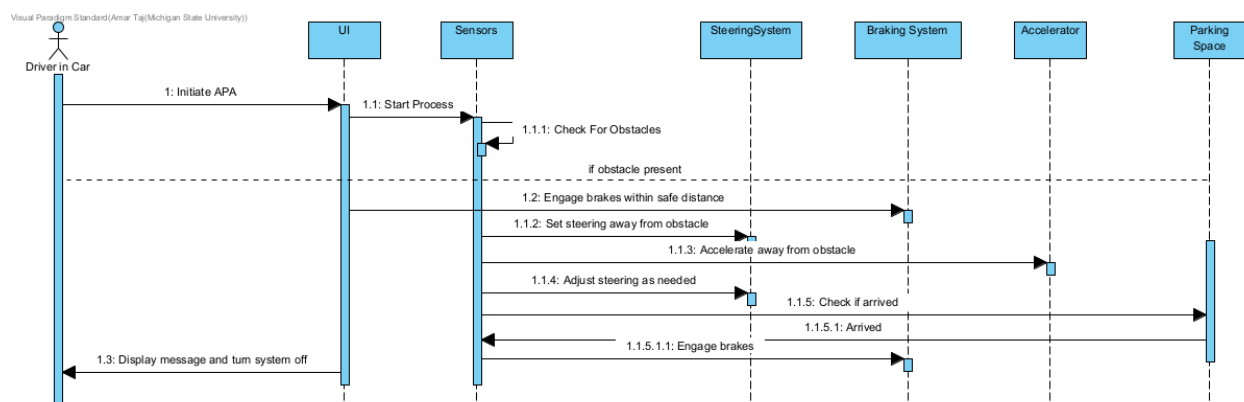 Visual Paradigm Standard(Amar Taj(Michigan State University))
Driver in Car
UI
Sensors
SteeringSystem
Braking System
Accelerator
Parking
Space
1: Initiate APA
1.1: Start Process
1.1.1: Check For Obstacles
if obstacle present
1.2: Engage brakes within safe distance
1.1.2: Set steering away from obstacle
1.1.3: Accelerate away from obstacle
1.1.4: Adjust steering as needed
1.1.5: Check if arrived
1.1.5.1: Arrived
1.1.5.1.1: Engage brakes
1.3: Display message and turn system off